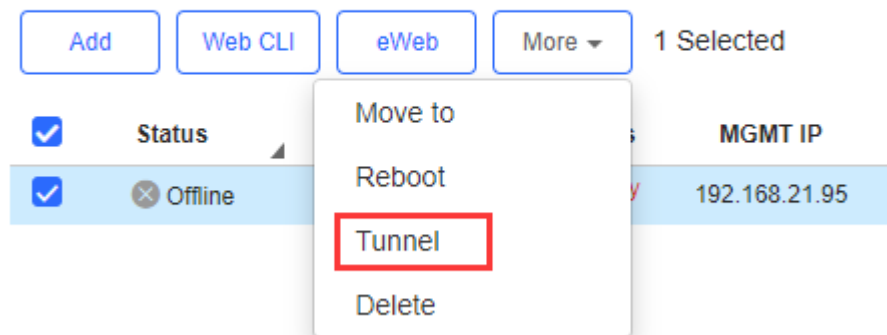 Add Web CLI eWeb More 1 Selected
Move to
Status MGMT IP
Reboot
Offline 192.168.21.95
Tunnel
Delete